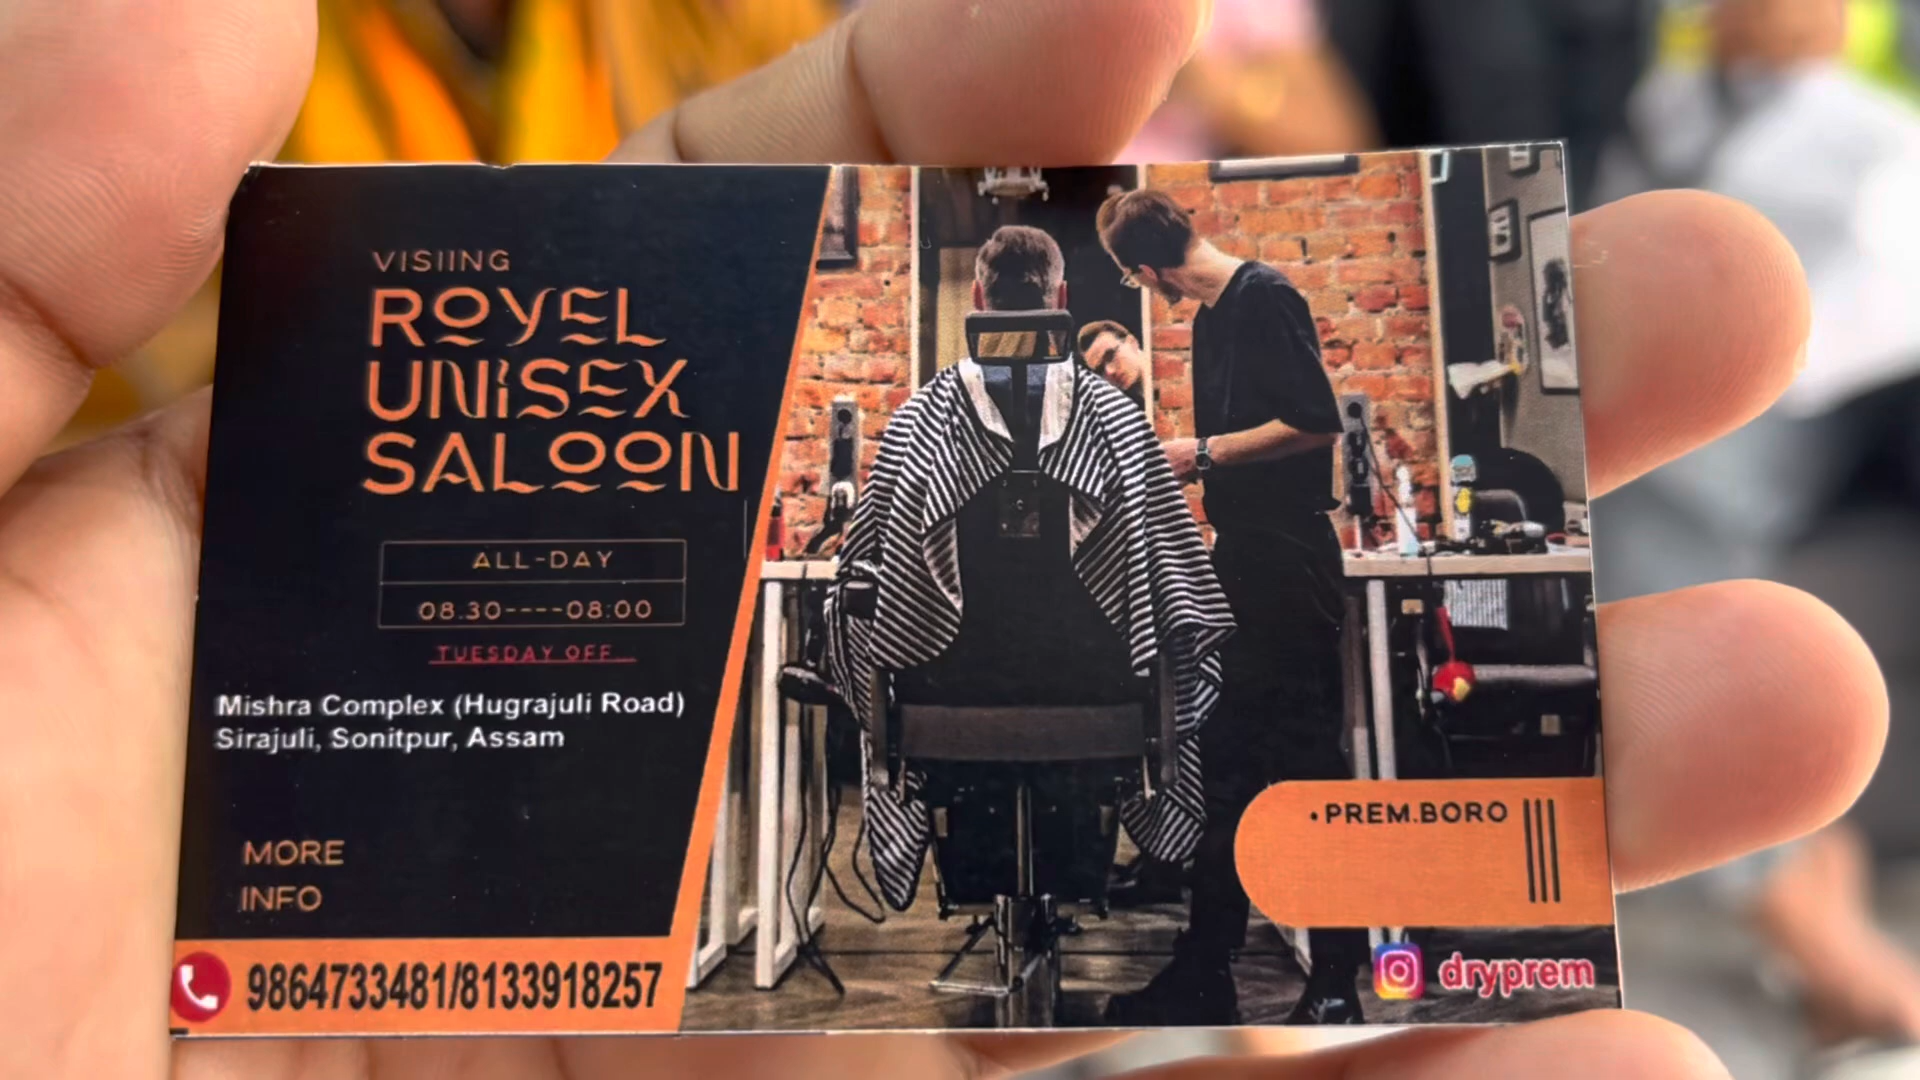 VISIING
ROYEL
UNISEX
SALOON
ALL-DAY
08.30----08:00
TUESDAY OFF
Mishra Complex (Hugrajuli Road)
Sirajuli, Sonitpur, Assam
MORE
INFO
9864733481/8133918257
•PREM.BORO
dryprem